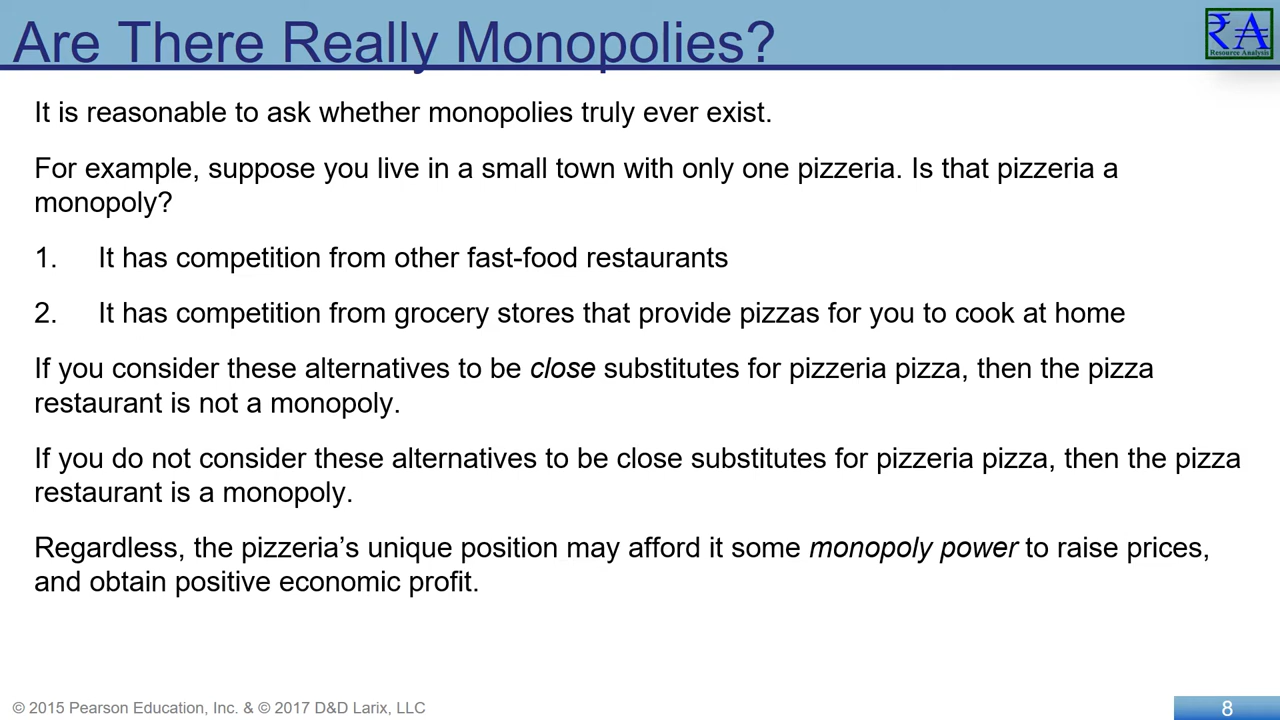 Are There Really Monopolies?
₹A
Resource Analysis
It is reasonable to ask whether monopolies truly ever exist.
For example, suppose you live in a small town with only one pizzeria. Is that pizzeria a
monopoly?
1. It has competition from other fast-food restaurants
2. It has competition from grocery stores that provide pizzas for you to cook at home
If you consider these alternatives to be close substitutes for pizzeria pizza, then the pizza
restaurant is not a monopoly.
If you do not consider these alternatives to be close substitutes for pizzeria pizza, then the pizza
restaurant is a monopoly.
Regardless, the pizzeria’s unique position may afford it some monopoly power to raise prices,
and obtain positive economic profit.
© 2015 Pearson Education, Inc. & © 2017 D&D Larix, LLC
8